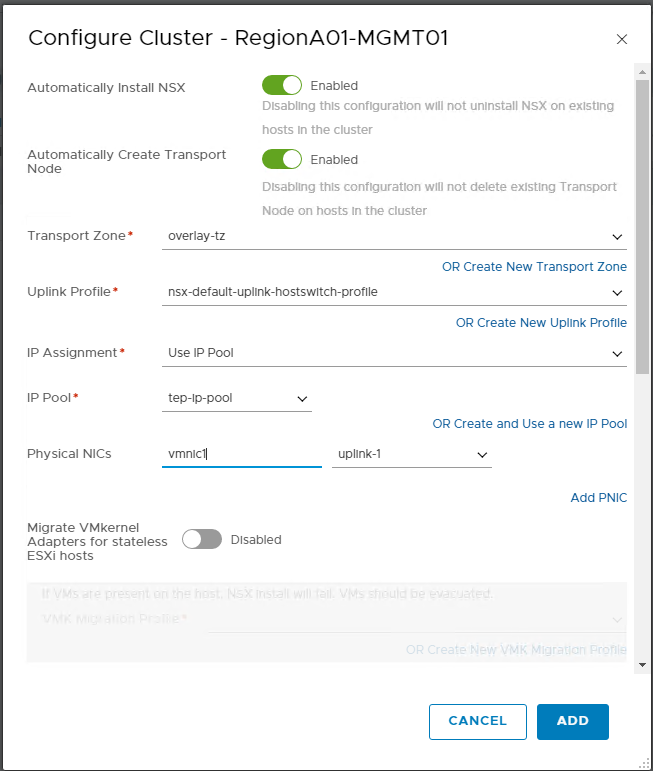 Configure Cluster - RegionA01-MGMT01
Automatically Install NSX
Enabled
Disabling this configuration will not uninstall NSX on existing
hosts in the cluster
Automatically Create Transport
Node
Enabled
Disabling this configuration will not delete existing Transport
Node on hosts in the cluster
Transport Zone*
overlay-tz
OR Create New Transport Zone
Uplink Profile*
nsx-default-uplink-hostswitch-profile
OR Create New Uplink Profile
IP Assignment*
Use IP Pool
IP Pool*
tep-ip-pool
OR Create and Use a new IP Pool
Physical NICs
vmnic1
uplink-1
Add PNIC
Migrate VMkernel
Adapters for stateless
ESXi hosts
Disabled
If VMs are present on the host, NSX install will fail. VMs should be evacuated.
VMK Migration Profile*
OR Create New VMK Migration Profile
CANCEL
ADD